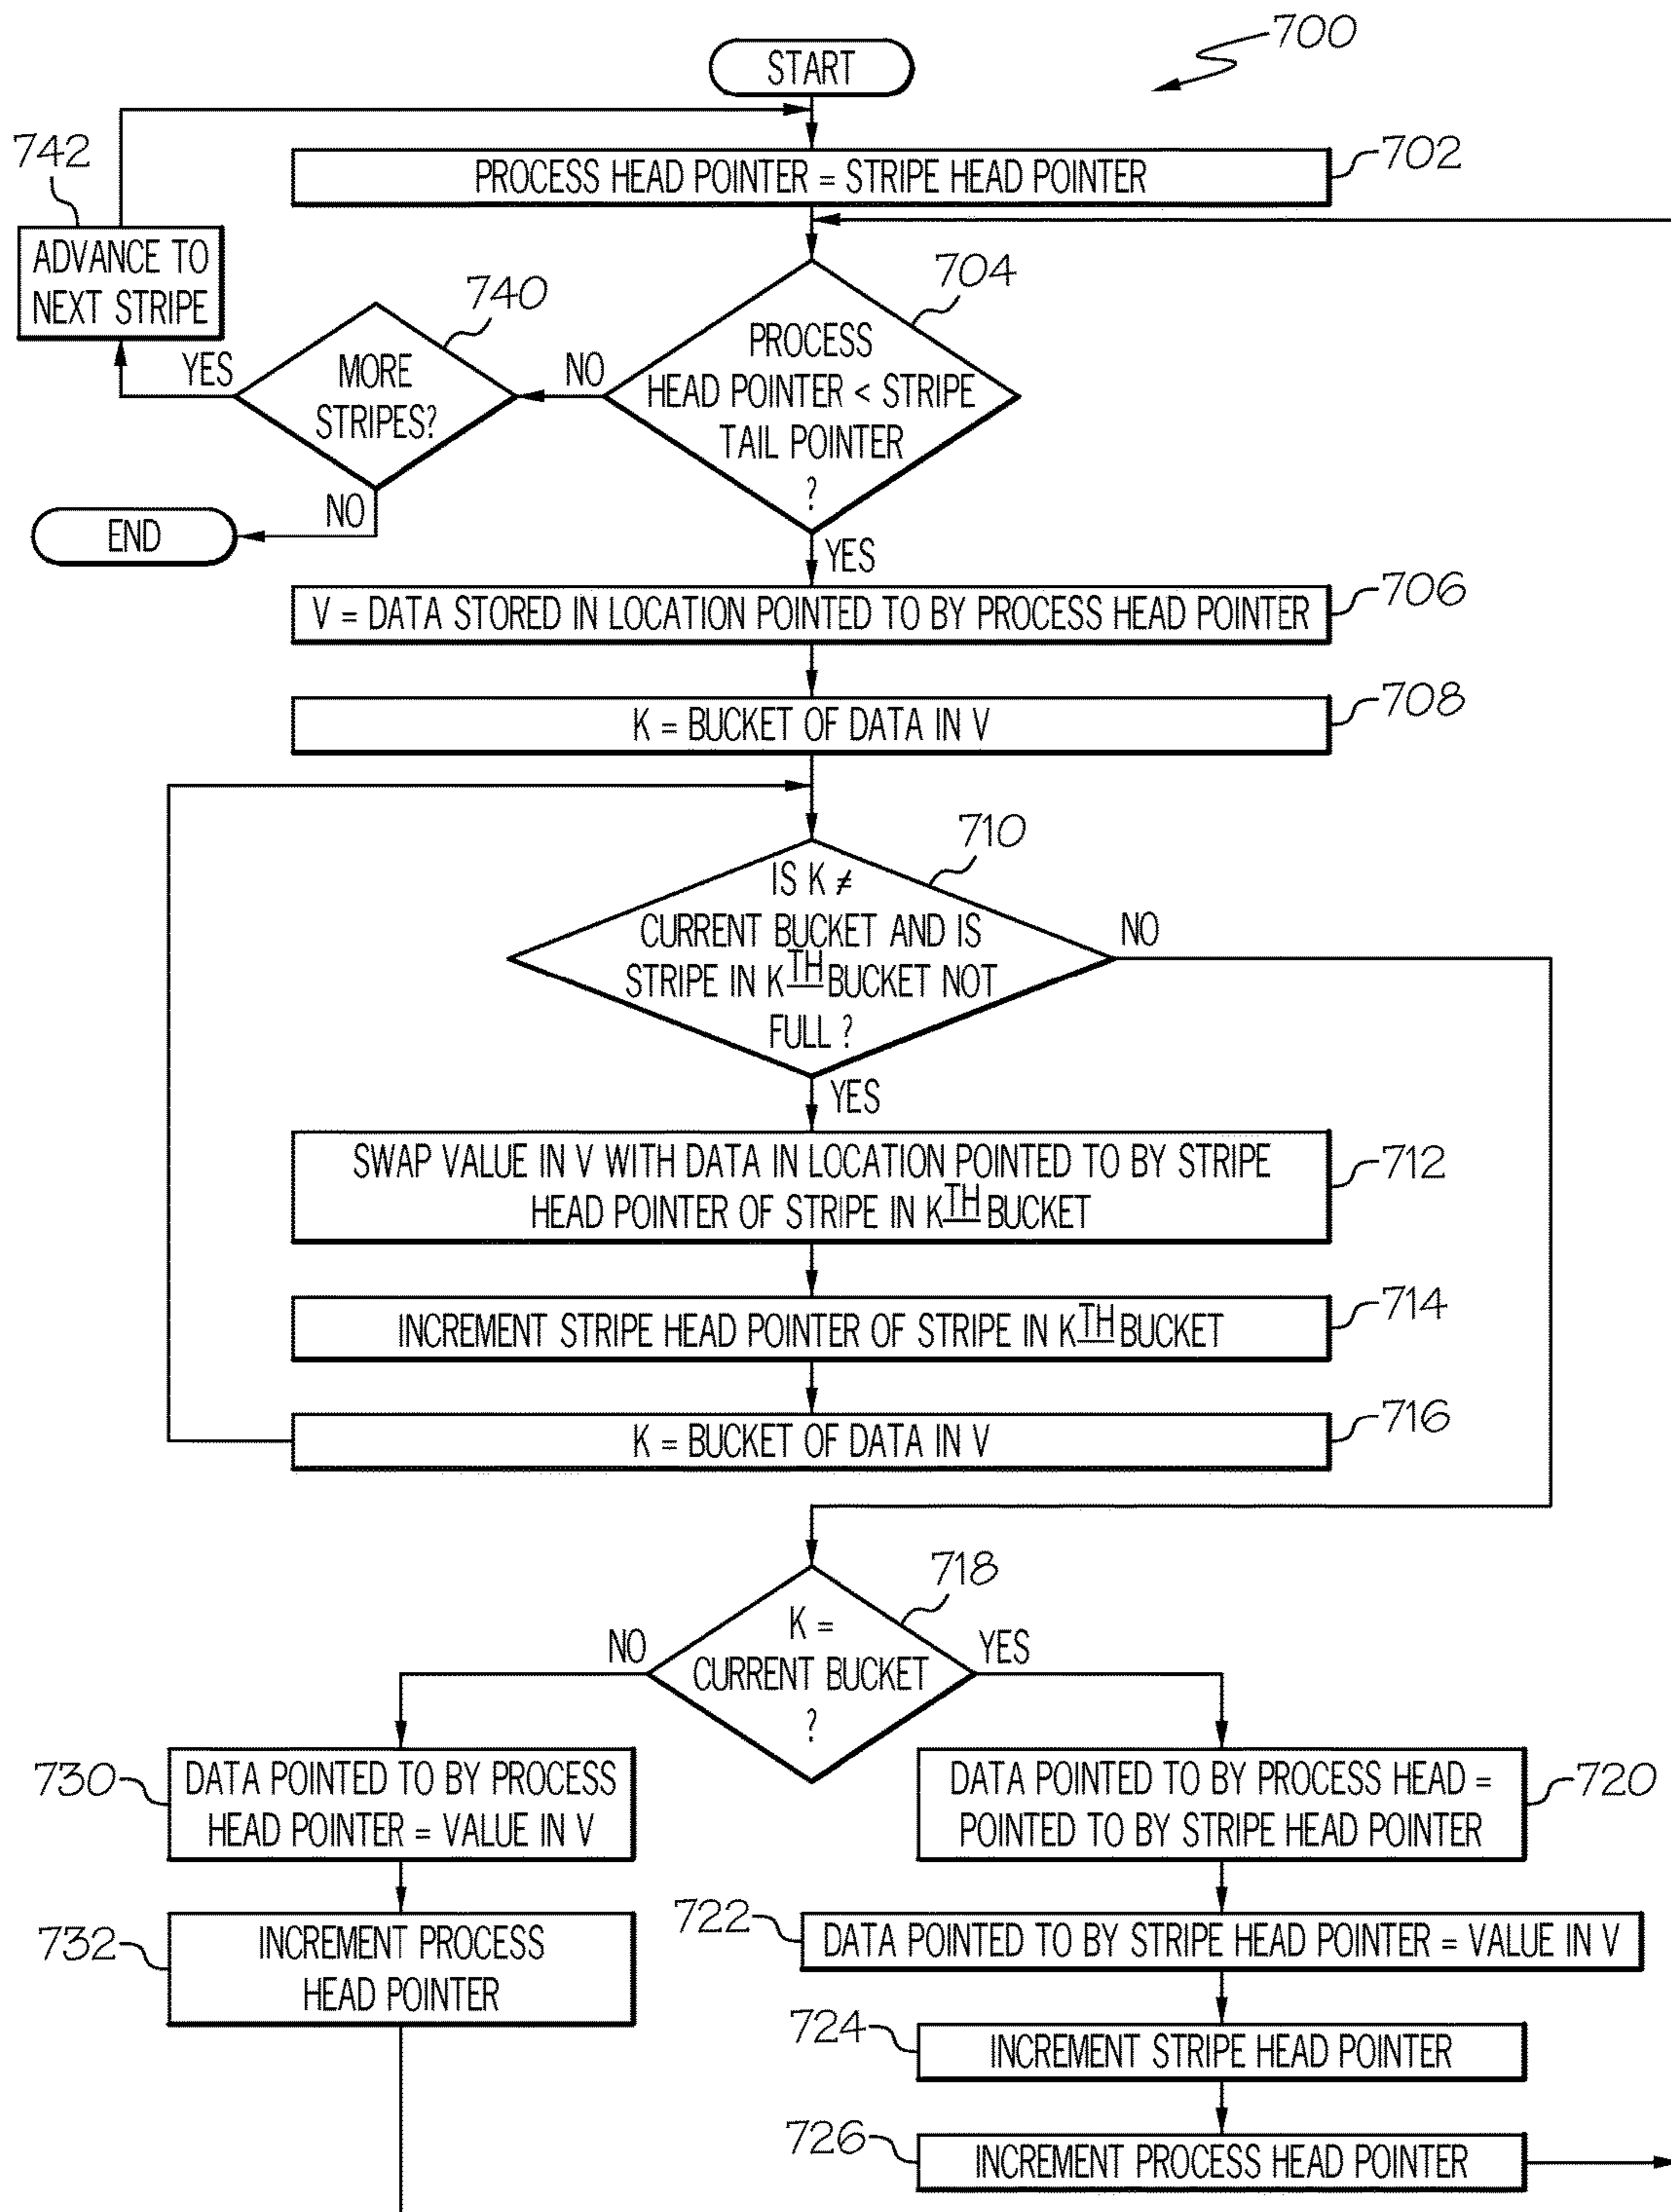 700
START
742
PROCESS HEAD POINTER = STRIPE HEAD POINTER
702
ADVANCE TO
NEXT STRIPE
740
704
YES
MORE
STRIPES?
NO
PROCESS
HEAD POINTER < STRIPE
TAIL POINTER
?
END
NO
YES
V = DATA STORED IN LOCATION POINTED TO BY PROCESS HEAD POINTER
706
K = BUCKET OF DATA IN V
708
710
IS K ≠
CURRENT BUCKET AND IS
STRIPE IN KTH BUCKET NOT
FULL ?
NO
YES
SWAP VALUE IN V WITH DATA IN LOCATION POINTED TO BY STRIPE
HEAD POINTER OF STRIPE IN KTH BUCKET
712
INCREMENT STRIPE HEAD POINTER OF STRIPE IN KTH BUCKET
714
K = BUCKET OF DATA IN V
716
718
NO
K =
CURRENT BUCKET
?
YES
730
DATA POINTED TO BY PROCESS
HEAD POINTER = VALUE IN V
DATA POINTED TO BY PROCESS HEAD =
POINTED TO BY STRIPE HEAD POINTER
720
732
INCREMENT PROCESS
HEAD POINTER
722
DATA POINTED TO BY STRIPE HEAD POINTER = VALUE IN V
724
INCREMENT STRIPE HEAD POINTER
726
INCREMENT PROCESS HEAD POINTER